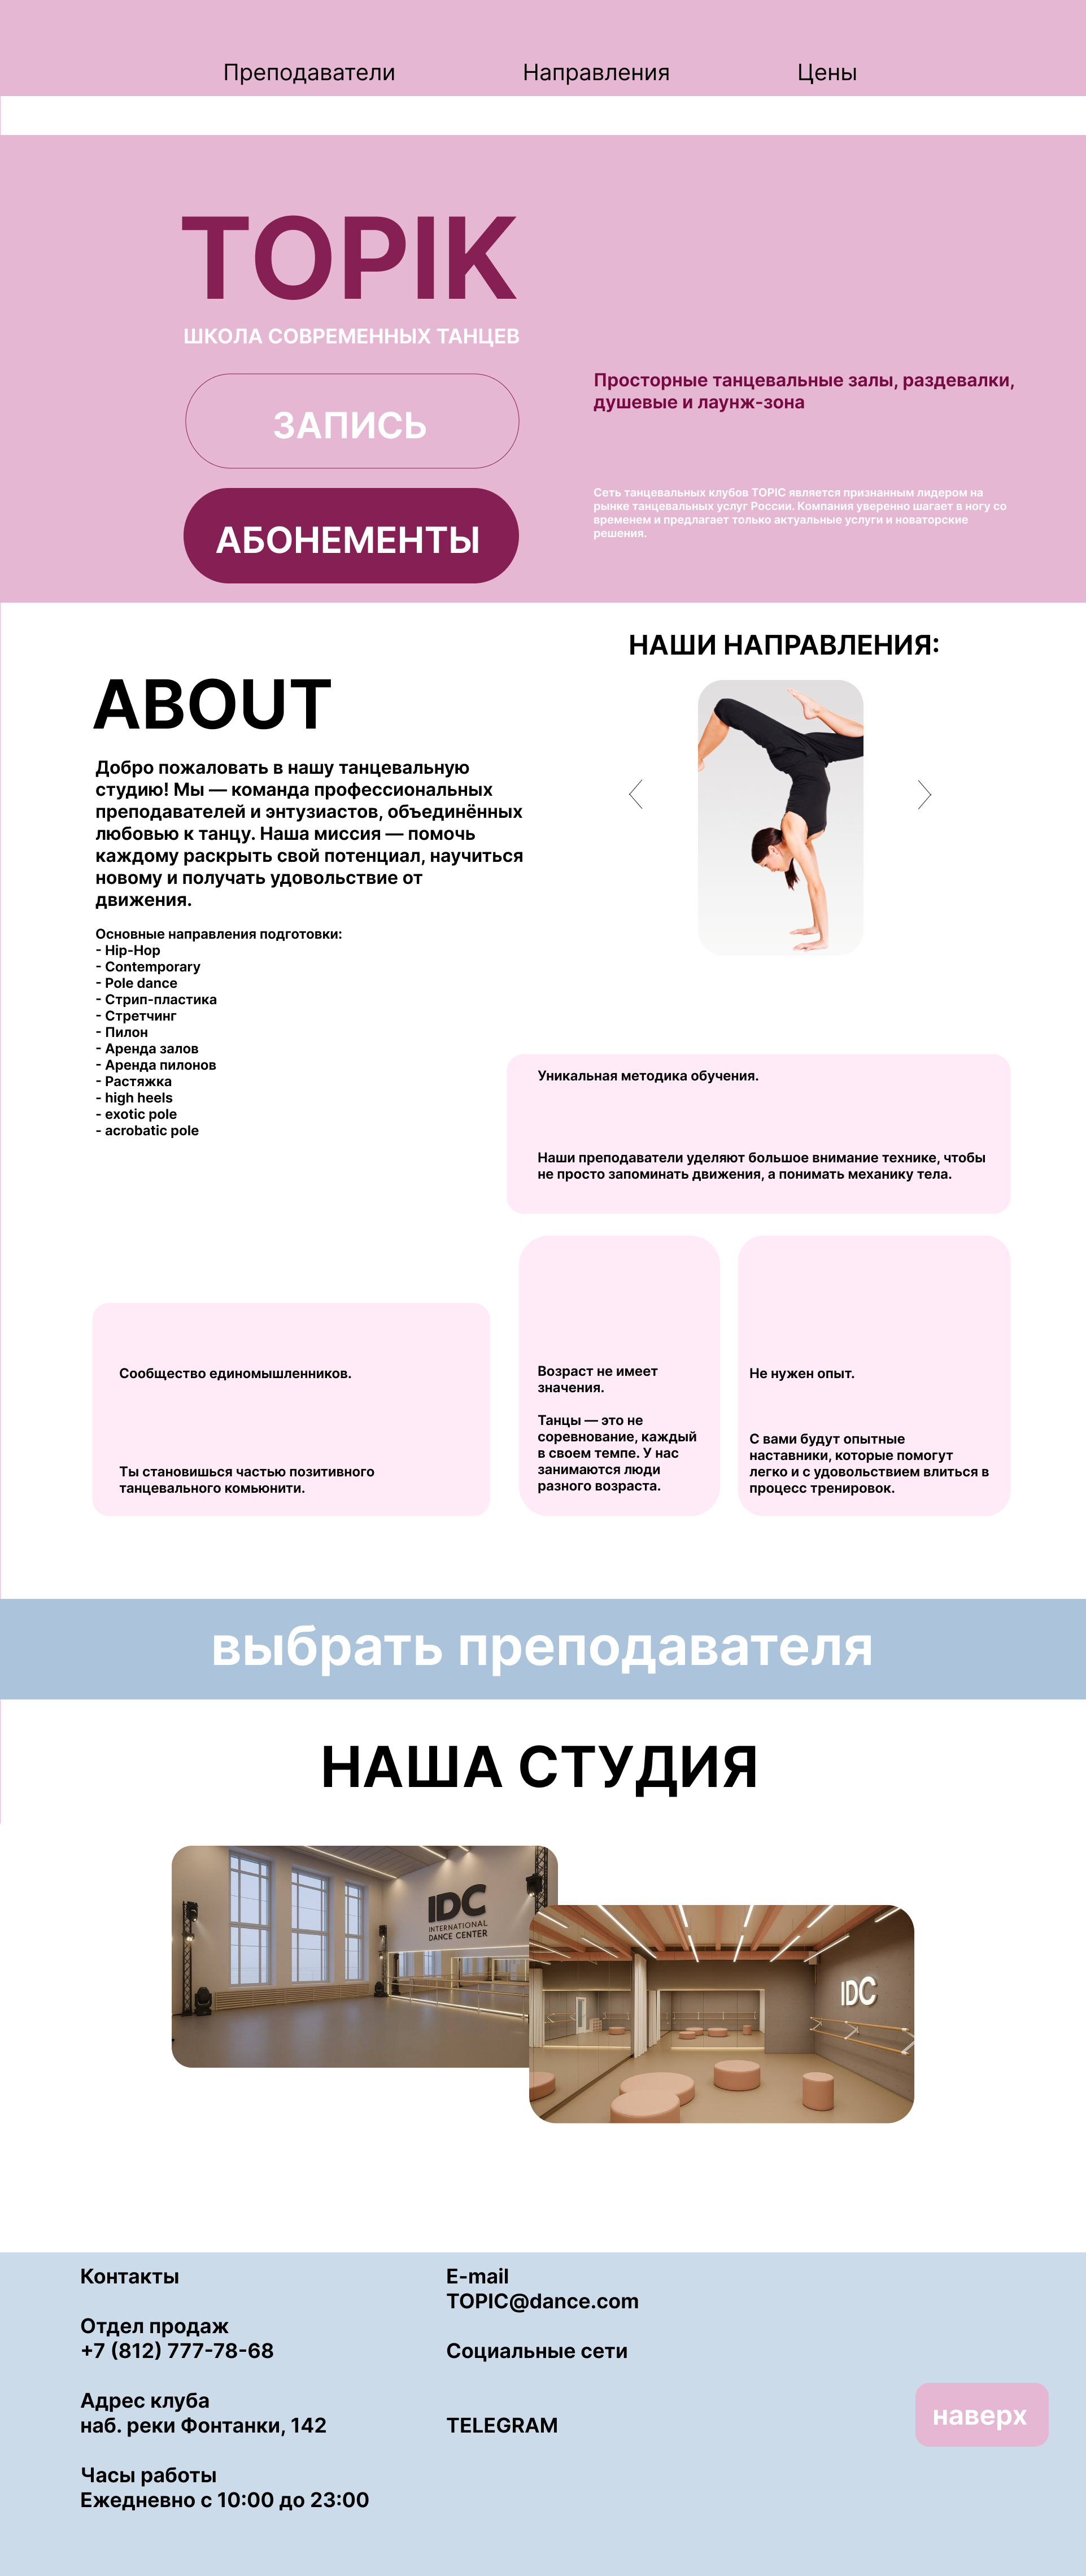 Преподаватели
Направления
Цены
TOPIK
ШКОЛА СОВРЕМЕННЫХ ТАНЦЕВ
ЗАПИСЬ
АБОНЕМЕНТЫ
Просторные танцевальные залы, раздевалки,
душевые и лаунж-зона
Сеть танцевальных клубов TOPIC является признанным лидером на
рынке танцевальных услуг России. Компания уверенно шагает в ногу со
временем и предлагает только актуальные услуги и новаторские
решения.
ABOUT
Добро пожаловать в нашу танцевальную
студию! Мы — команда профессиональных
преподавателей и энтузиастов, объединённых
любовью к танцу. Наша миссия — помочь
каждому раскрыть свой потенциал, научиться
новому и получать удовольствие от
движения.
Основные направления подготовки:
- Hip-Hop
- Contemporary
- Pole dance
- Стрип-пластика
- Стретчинг
- Пилон
- Аренда залов
- Аренда пилонов
- Растяжка
- high heels
- exotic pole
- acrobatic pole
НАШИ НАПРАВЛЕНИЯ:
Уникальная методика обучения.
Наши преподаватели уделяют большое внимание технике, чтобы
не просто запоминать движения, а понимать механику тела.
Сообщество единомышленников.
Ты становишься частью позитивного
танцевального комьюнити.
Возраст не имеет
значения.
Танцы — это не
соревнование, каждый
в своем темпе. У нас
занимаются люди
разного возраста.
Не нужен опыт.
С вами будут опытные
наставники, которые помогут
легко и с удовольствием влиться в
процесс тренировок.
выбрать преподавателя
НАША СТУДИЯ
IDC
INTERNATIONAL
DANCE CENTER
IDC
Контакты
Отдел продаж
+7 (812) 777-78-68
Адрес клуба
наб. реки Фонтанки, 142
Часы работы
Ежедневно с 10:00 до 23:00
E-mail
TOPIC@dance.com
Социальные сети
TELEGRAM
наверх